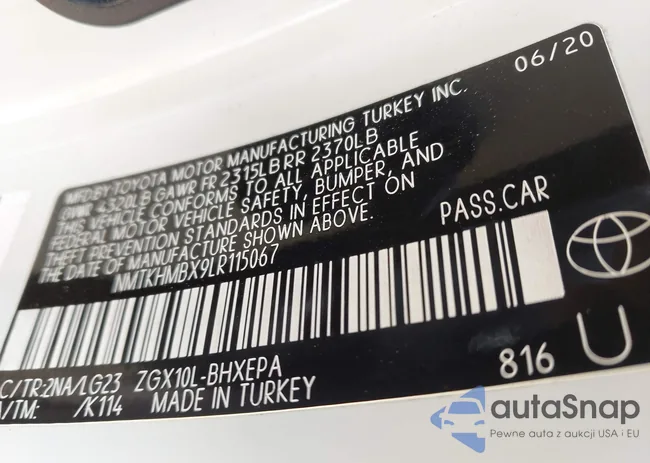 06/20
MFD BY TOYOTA MOTOR MANUFACTURING TURKEY INC.
GVWR 4320LB GAWR FR 2315LB RR 2370LB
THIS VEHICLE CONFORMS TO ALL APPLICABLE
FEDERAL MOTOR VEHICLE SAFETY, BUMPER, AND
THEFT PREVENTION STANDARDS IN EFFECT ON
THE DATE OF MANUFACTURE SHOWN ABOVE.
NMTKHMBX9LR115067 PASS.CAR
C/TR:2NA/LG23 ZGX10L-BHXEPA 816 U
A/TM: /K114 MADE IN TURKEY
autaSnap
Pewne auta z aukcji USA i EU